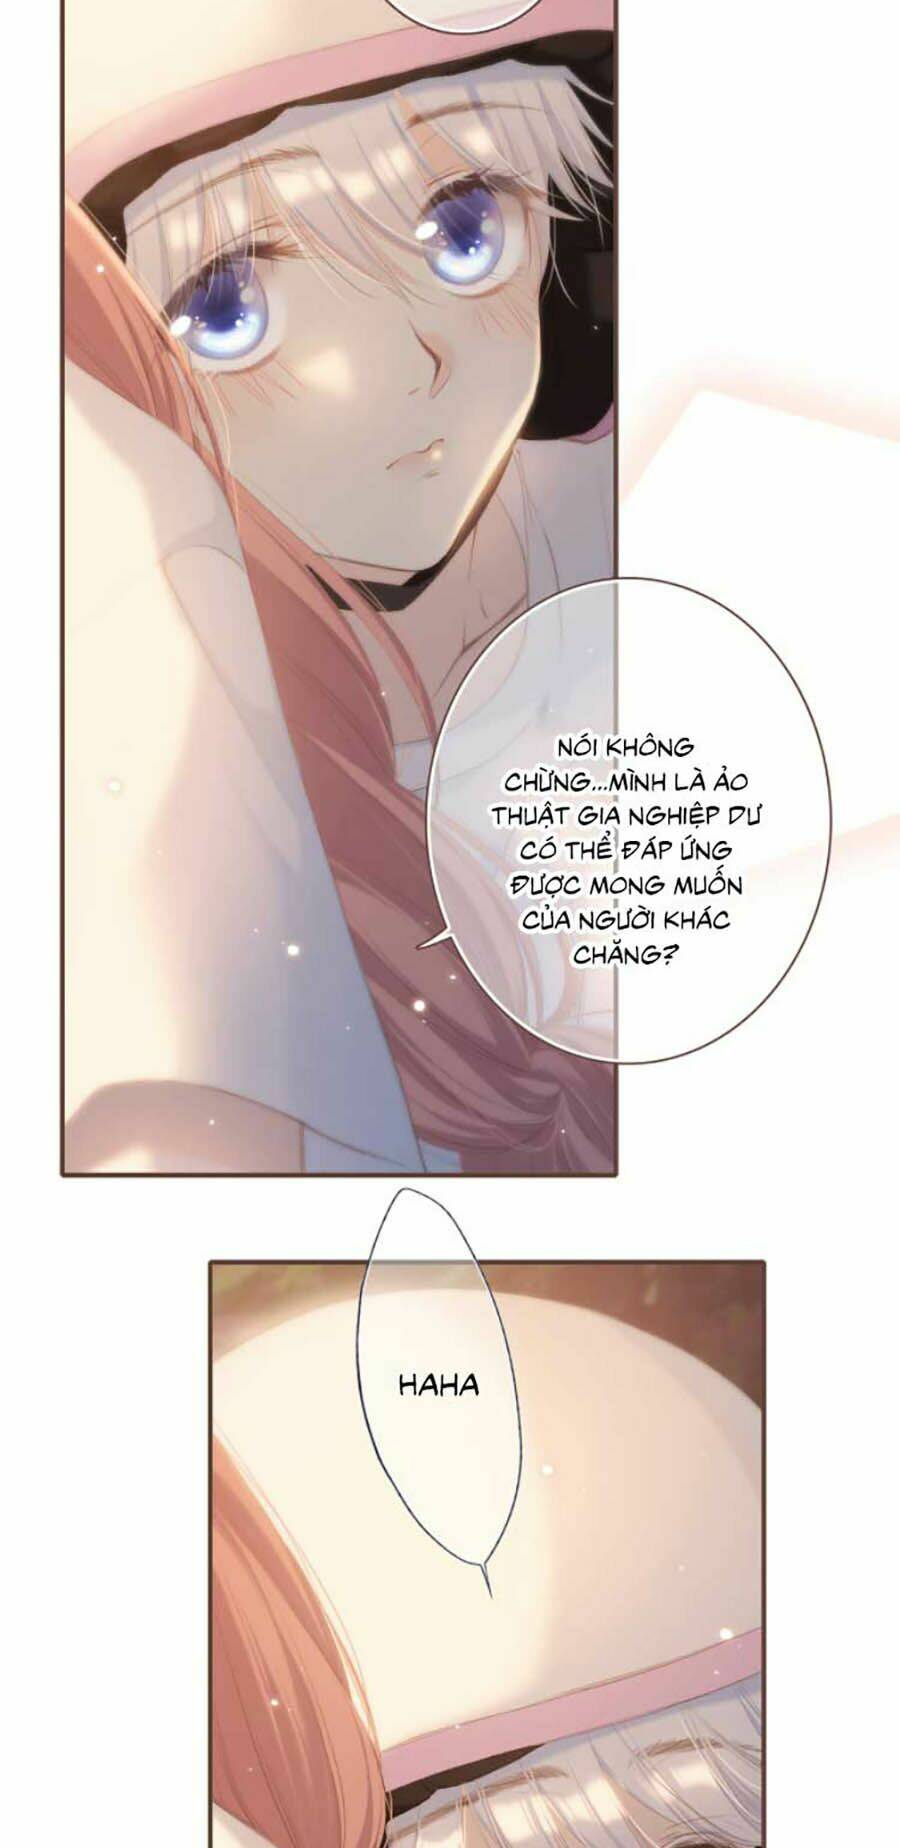 NÓI KHÔNG
CHỪNG...MÌNH LÀ ẢO
THUẬT GIA NGHIỆP DƯ
CÓ THỂ ĐÁP ỨNG
ĐƯỢC MONG MUỐN
CỦA NGƯỜI KHÁC
CHĂNG?
HAHA